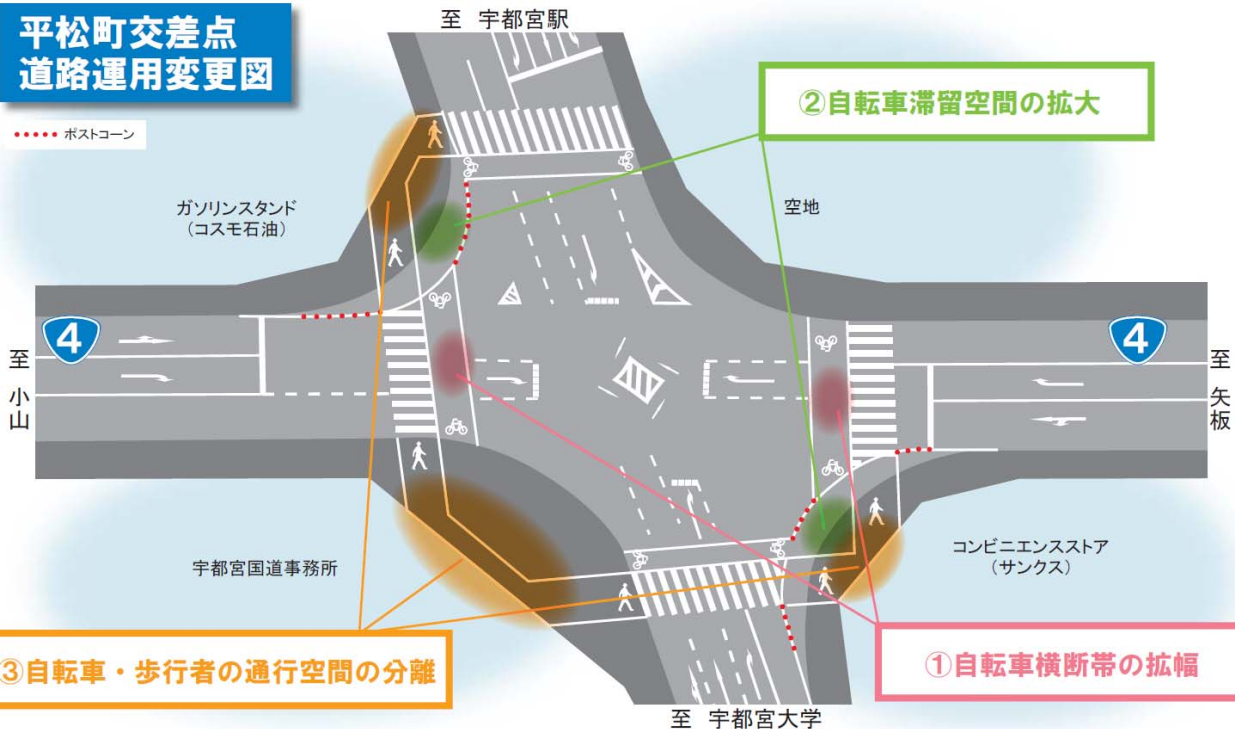 平松町交差点
道路運用変更図
ポストコーン
至 宇都宮駅
②自転車滞留空間の拡大
ガソリンスタンド
(コスモ石油)
空地
4
至小山
4
至矢板
宇都宮国道事務所
コンビニエンスストア
(サンクス)
③自転車・歩行者の通行空間の分離
①自転車横断帯の拡幅
至 宇都宮大学